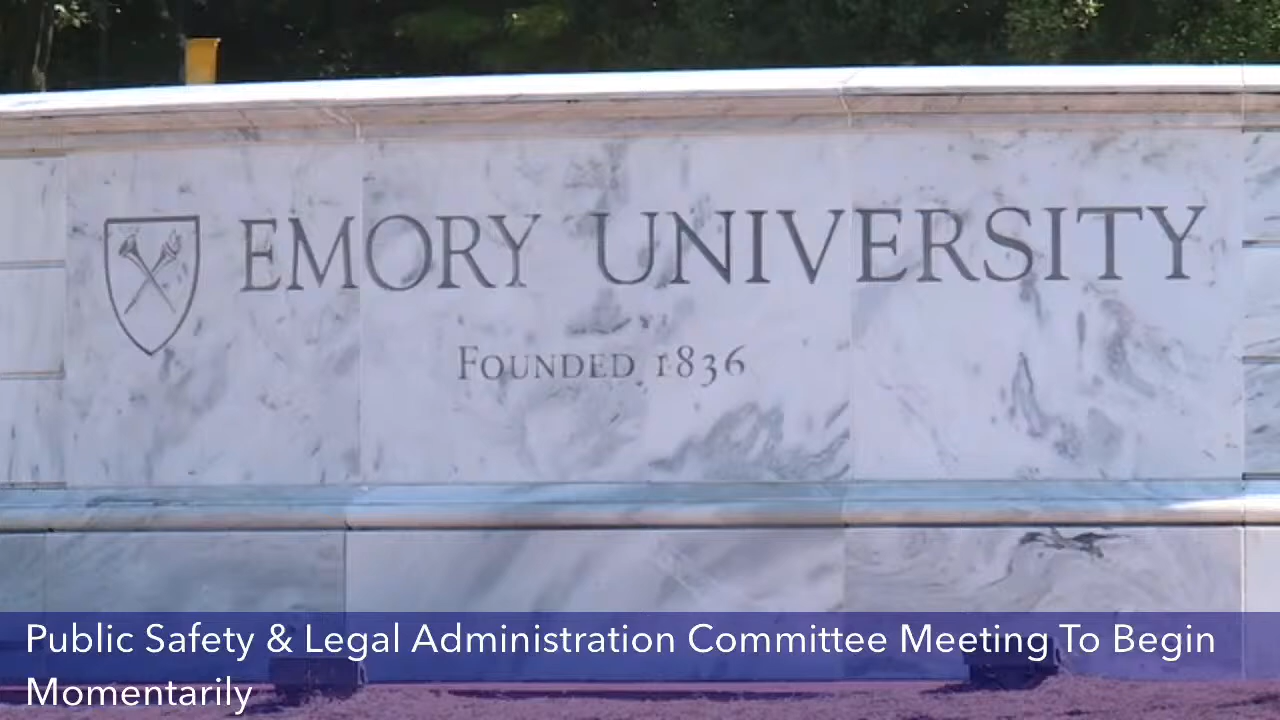 EMORY UNIVERSITY
FOUNDED 1836
Public Safety & Legal Administration Committee Meeting To Begin
Momentarily